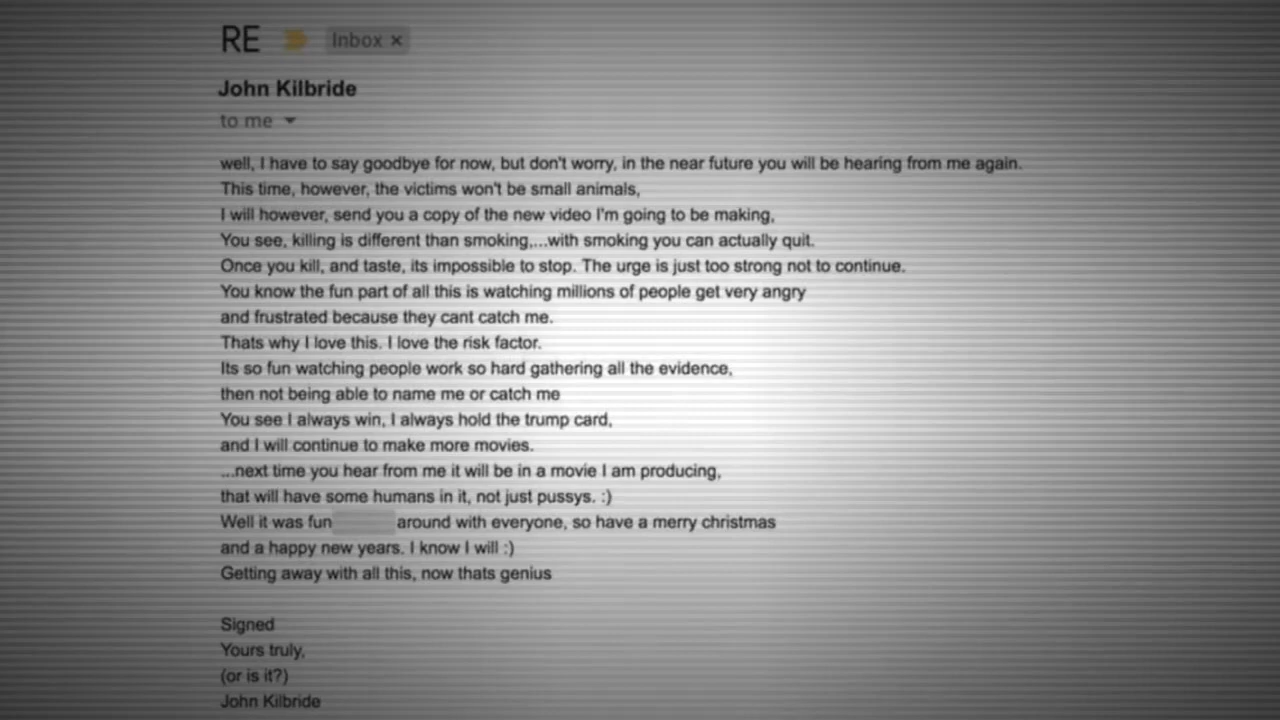 RE Inbox ×
John Kilbride
to me
well, I have to say goodbye for now, but don't worry, in the near future you will be hearing from me again.
This time, however, the victims won't be small animals,
I will however, send you a copy of the new video I'm going to be making,
You see, killing is different than smoking,...with smoking you can actually quit.
Once you kill, and taste, its impossible to stop. The urge is just too strong not to continue.
You know the fun part of all this is watching millions of people get very angry
and frustrated because they cant catch me.
Thats why I love this. I love the risk factor.
Its so fun watching people work so hard gathering all the evidence,
then not being able to name me or catch me
You see I always win, I always hold the trump card,
and I will continue to make more movies.
...next time you hear from me it will be in a movie I am producing,
that will have some humans in it, not just pussys. :)
Well it was fun around with everyone, so have a merry christmas
and a happy new years. I know I will :)
Getting away with all this, now thats genius
Signed
Yours truly,
(or is it?)
John Kilbride